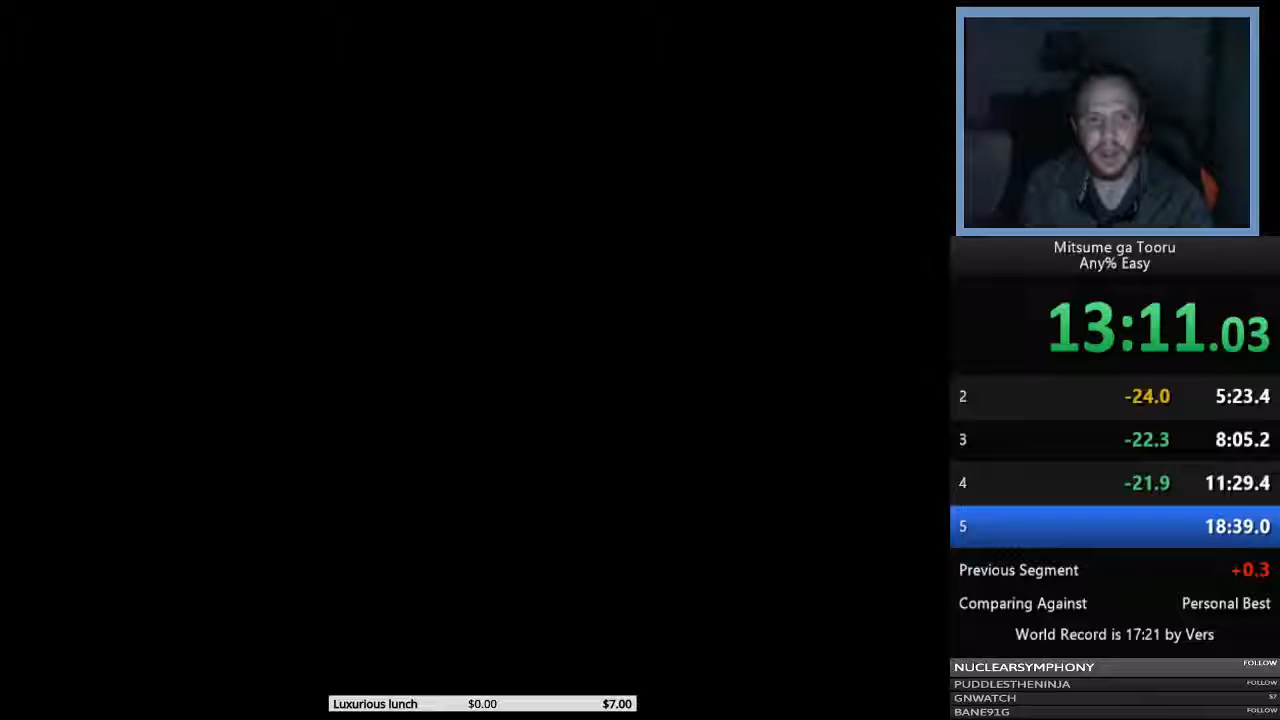 Mitsume ga Tooru
Any% Easy
13:11.03
2 -24.0 5:23.4
3 -22.3 8:05.2
4 -21.9 11:29.4
5 18:39.0
Previous Segment +0.3
Comparing Against Personal Best
World Record is 17:21 by Vers
NUCLEARSYMPHONY FOLLOW
PUDDLESTHENINJA FOLLOW
GNWATCH $7
BANE91G FOLLOW
Luxurious lunch $0.00 $7.00